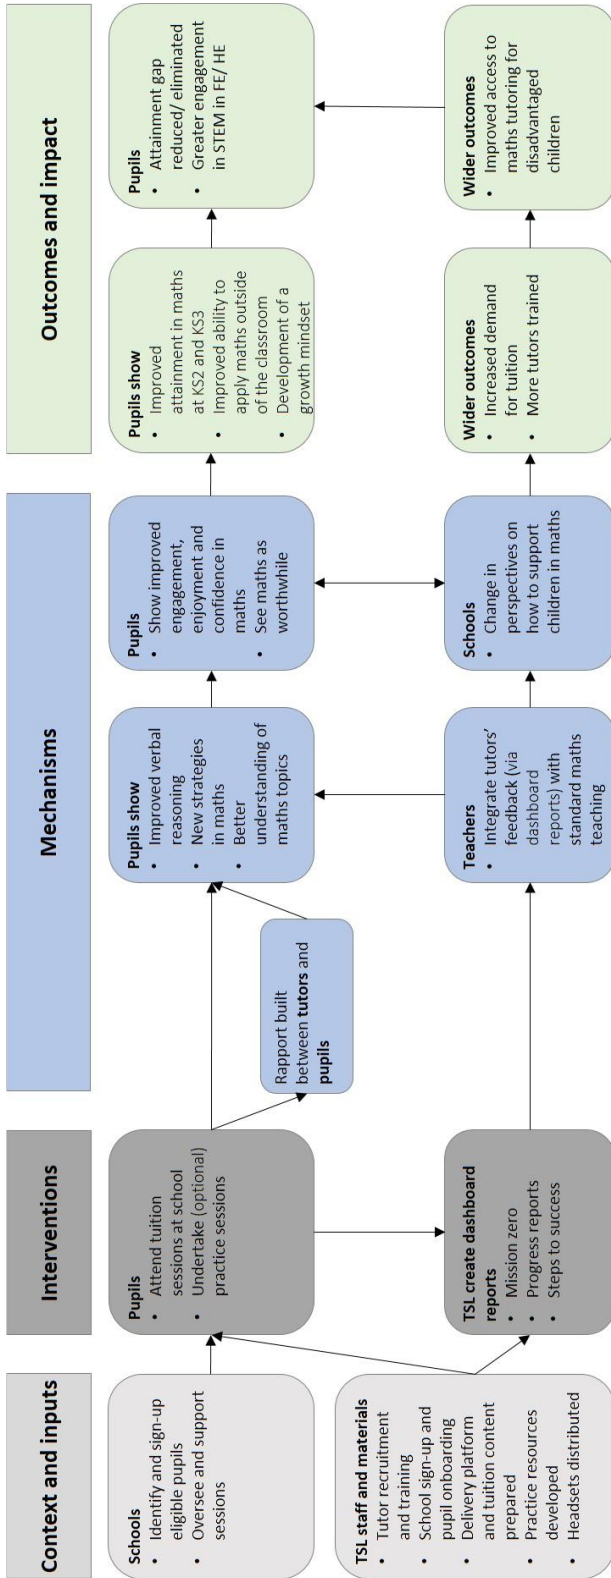 Context and inputs
Interventions
Mechanisms
Outcomes and impact
Schools
• Identify and sign-up
eligible pupils
• Oversee and support
sessions
TSL staff and materials
• Tutor recruitment
and training
• School sign-up and
pupil onboarding
• Delivery platform
and tuition content
prepared
• Practice resources
developed
• Headsets distributed
Pupils
• Attend tuition
sessions at school
• Undertake (optional)
practice sessions
TSL create dashboard
reports
• Mission zero
• Progress reports
• Steps to success
Rapport built
between tutors and
pupils
Pupils show
• Improved verbal
reasoning
• New strategies
in maths
• Better
understanding of
maths topics
Teachers
• Integrate tutors’
feedback (via
dashboard
reports) with
standard maths
teaching
Pupils
• Show improved
engagement,
enjoyment and
confidence in
maths
• See maths as
worthwhile
Schools
• Change in
perspectives on
how to support
children in maths
Pupils show
• Improved
attainment in maths
at KS2 and KS3
• Improved ability to
apply maths outside
of the classroom
• Development of a
growth mindset
Wider outcomes
• Increased demand
for tuition
• More tutors trained
Pupils
• Attainment gap
reduced/ eliminated
• Greater engagement
in STEM in FE/ HE
Wider outcomes
• Improved access to
maths tutoring for
disadvantaged
children